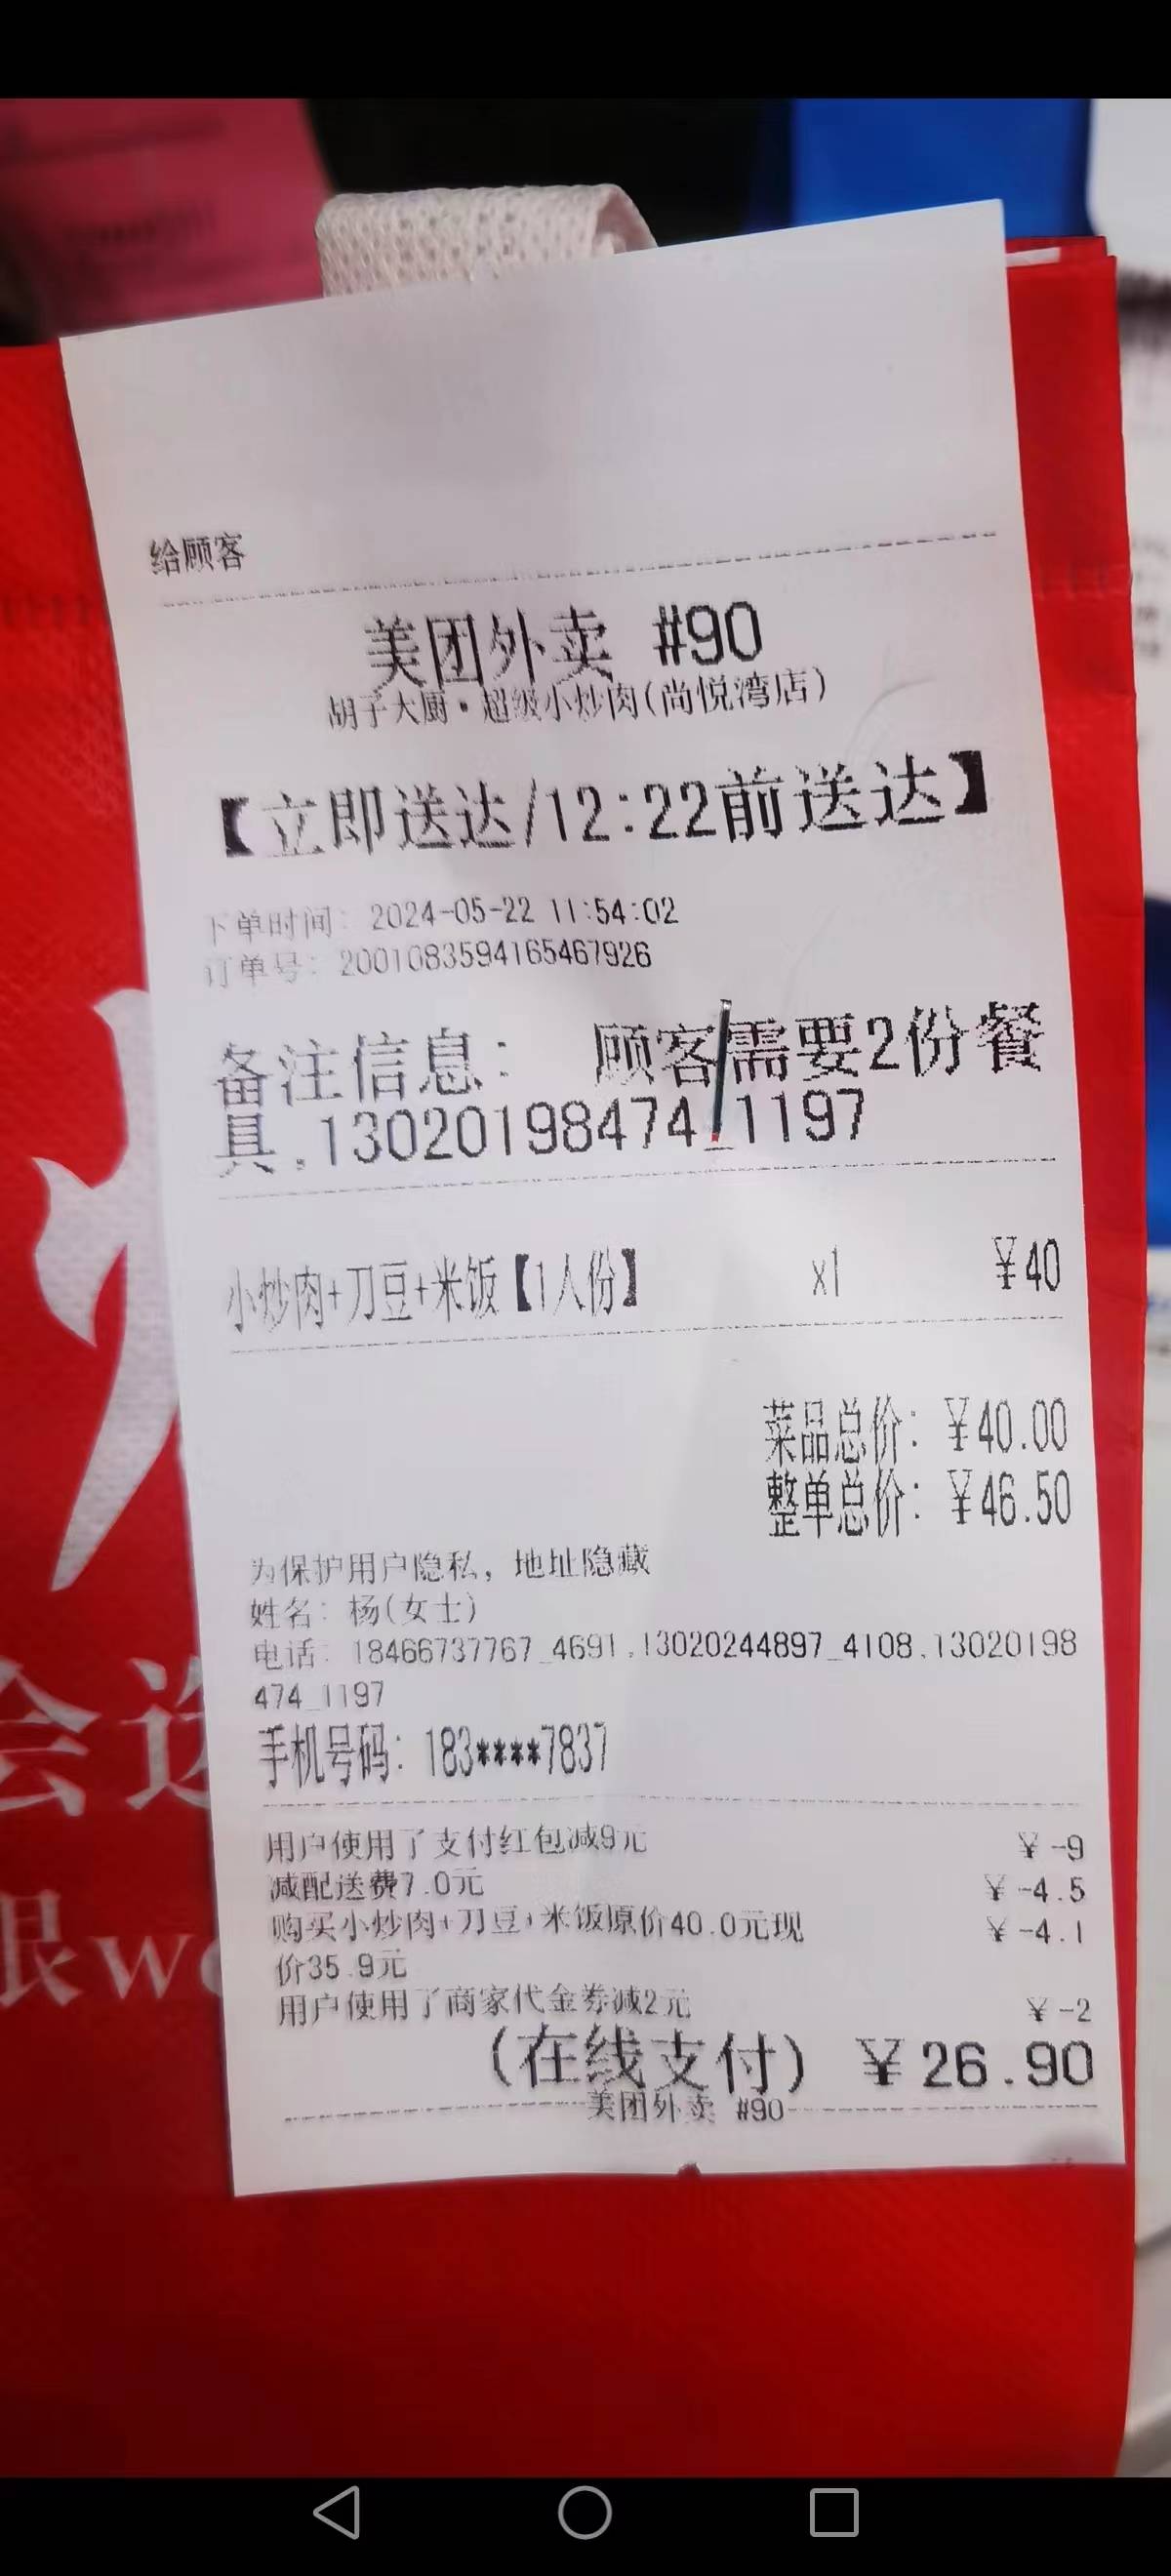 给顾客
美团外卖 #90
胡子大厨·超级小炒肉(尚悦湾店)
【立即送达/12:22前送达】
下单时间: 2024-05-22 11:54:02
订单号: 2001083594165467926
备注信息: 顾客需要2份餐
具,13020198474_1197
小炒肉+刀豆+米饭【1人份】 x1 ¥40
菜品总价: ¥40.00
整单总价: ¥46.50
为保护用户隐私, 地址隐藏
姓名: 杨(女士)
电话: 18466737767_4691,13020244897_4108,13020198
474_1197
手机号码: 183****7837
用户使用了支付红包减9元 ¥ -9
减配送费7.0元 ¥ -4.5
购买小炒肉+刀豆+米饭原价40.0元现 ¥ -4.1
价35.9元
用户使用了商家代金券减2元 ¥ -2
(在线支付) ¥26.90
美团外卖 #90
会送